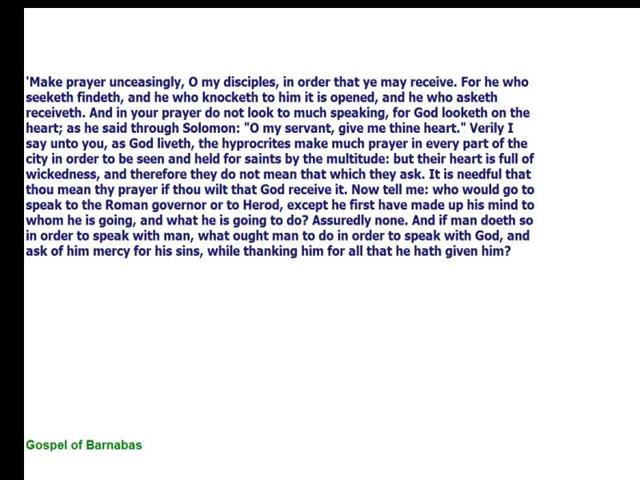 'Make prayer unceasingly, O my disciples, in order that ye may receive. For he who
seeketh findeth, and he who knocketh to him it is opened, and he who asketh
receiveth. And in your prayer do not look to much speaking, for God looketh on the
heart; as he said through Solomon: "O my servant, give me thine heart." Verily I
say unto you, as God liveth, the hyprocrites make much prayer in every part of the
city in order to be seen and held for saints by the multitude: but their heart is full of
wickedness, and therefore they do not mean that which they ask. It is needful that
thou mean thy prayer if thou wilt that God receive it. Now tell me: who would go to
speak to the Roman governor or to Herod, except he first have made up his mind to
whom he is going, and what he is going to do? Assuredly none. And if man doeth so
in order to speak with man, what ought man to do in order to speak with God, and
ask of him mercy for his sins, while thanking him for all that he hath given him?
Gospel of Barnabas